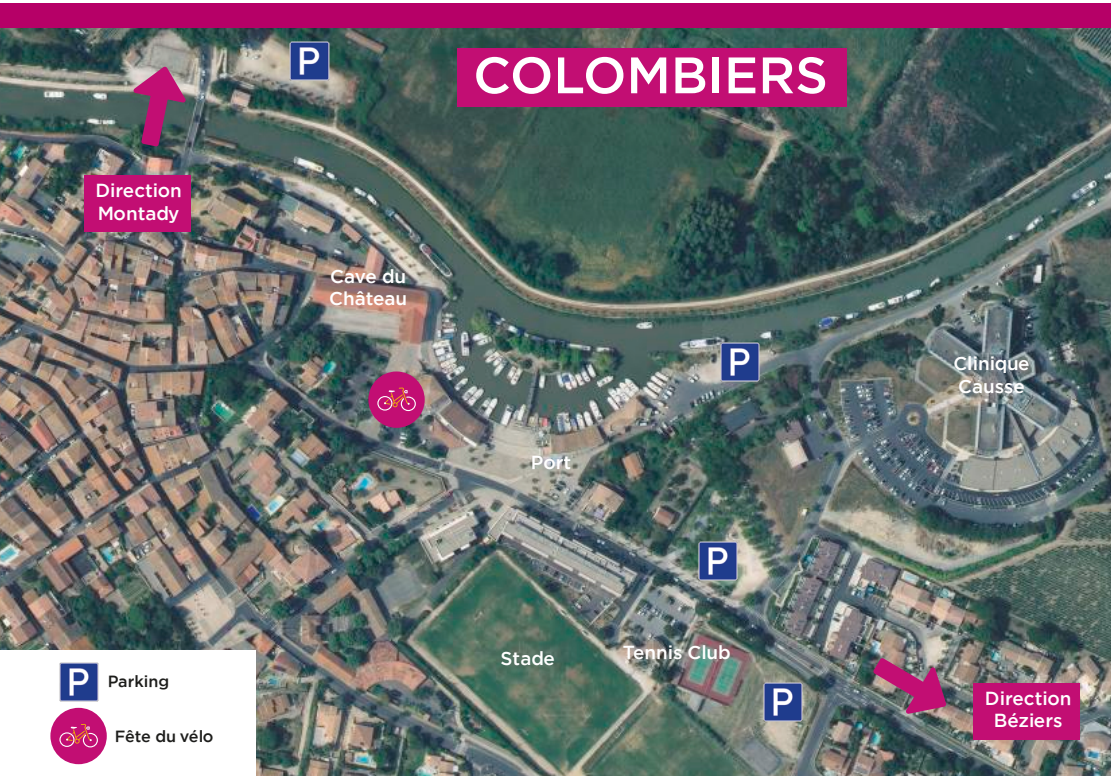 P
COLOMBIERS
Direction
Montady
Cave du
Château
P
Clinique
Causse
Port
P
Stade
Tennis Club
P
Direction
Béziers
P Parking
Fête du vélo